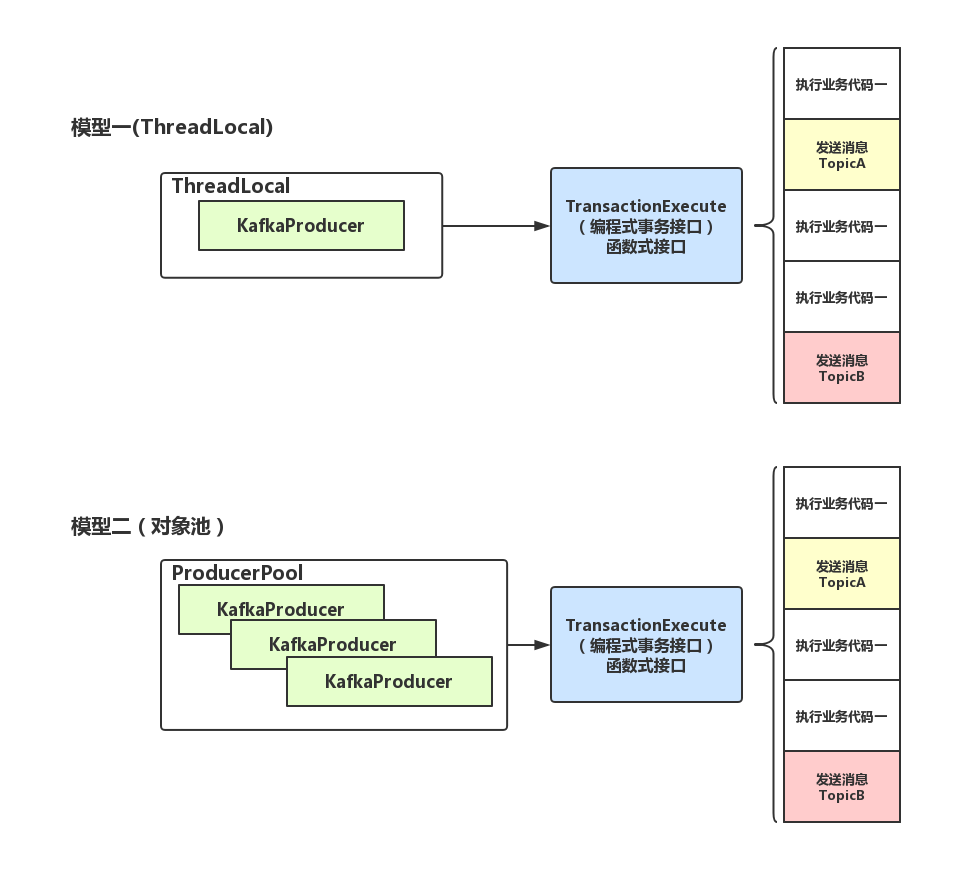 模型一(ThreadLocal)
ThreadLocal
KafkaProducer
TransactionExecute
（编程式事务接口）
函数式接口
执行业务代码一
发送消息
TopicA
执行业务代码一
执行业务代码一
发送消息
TopicB
模型二（对象池）
ProducerPool
KafkaProducer
KafkaProducer
KafkaProducer
TransactionExecute
（编程式事务接口）
函数式接口
执行业务代码一
发送消息
TopicA
执行业务代码一
执行业务代码一
发送消息
TopicB